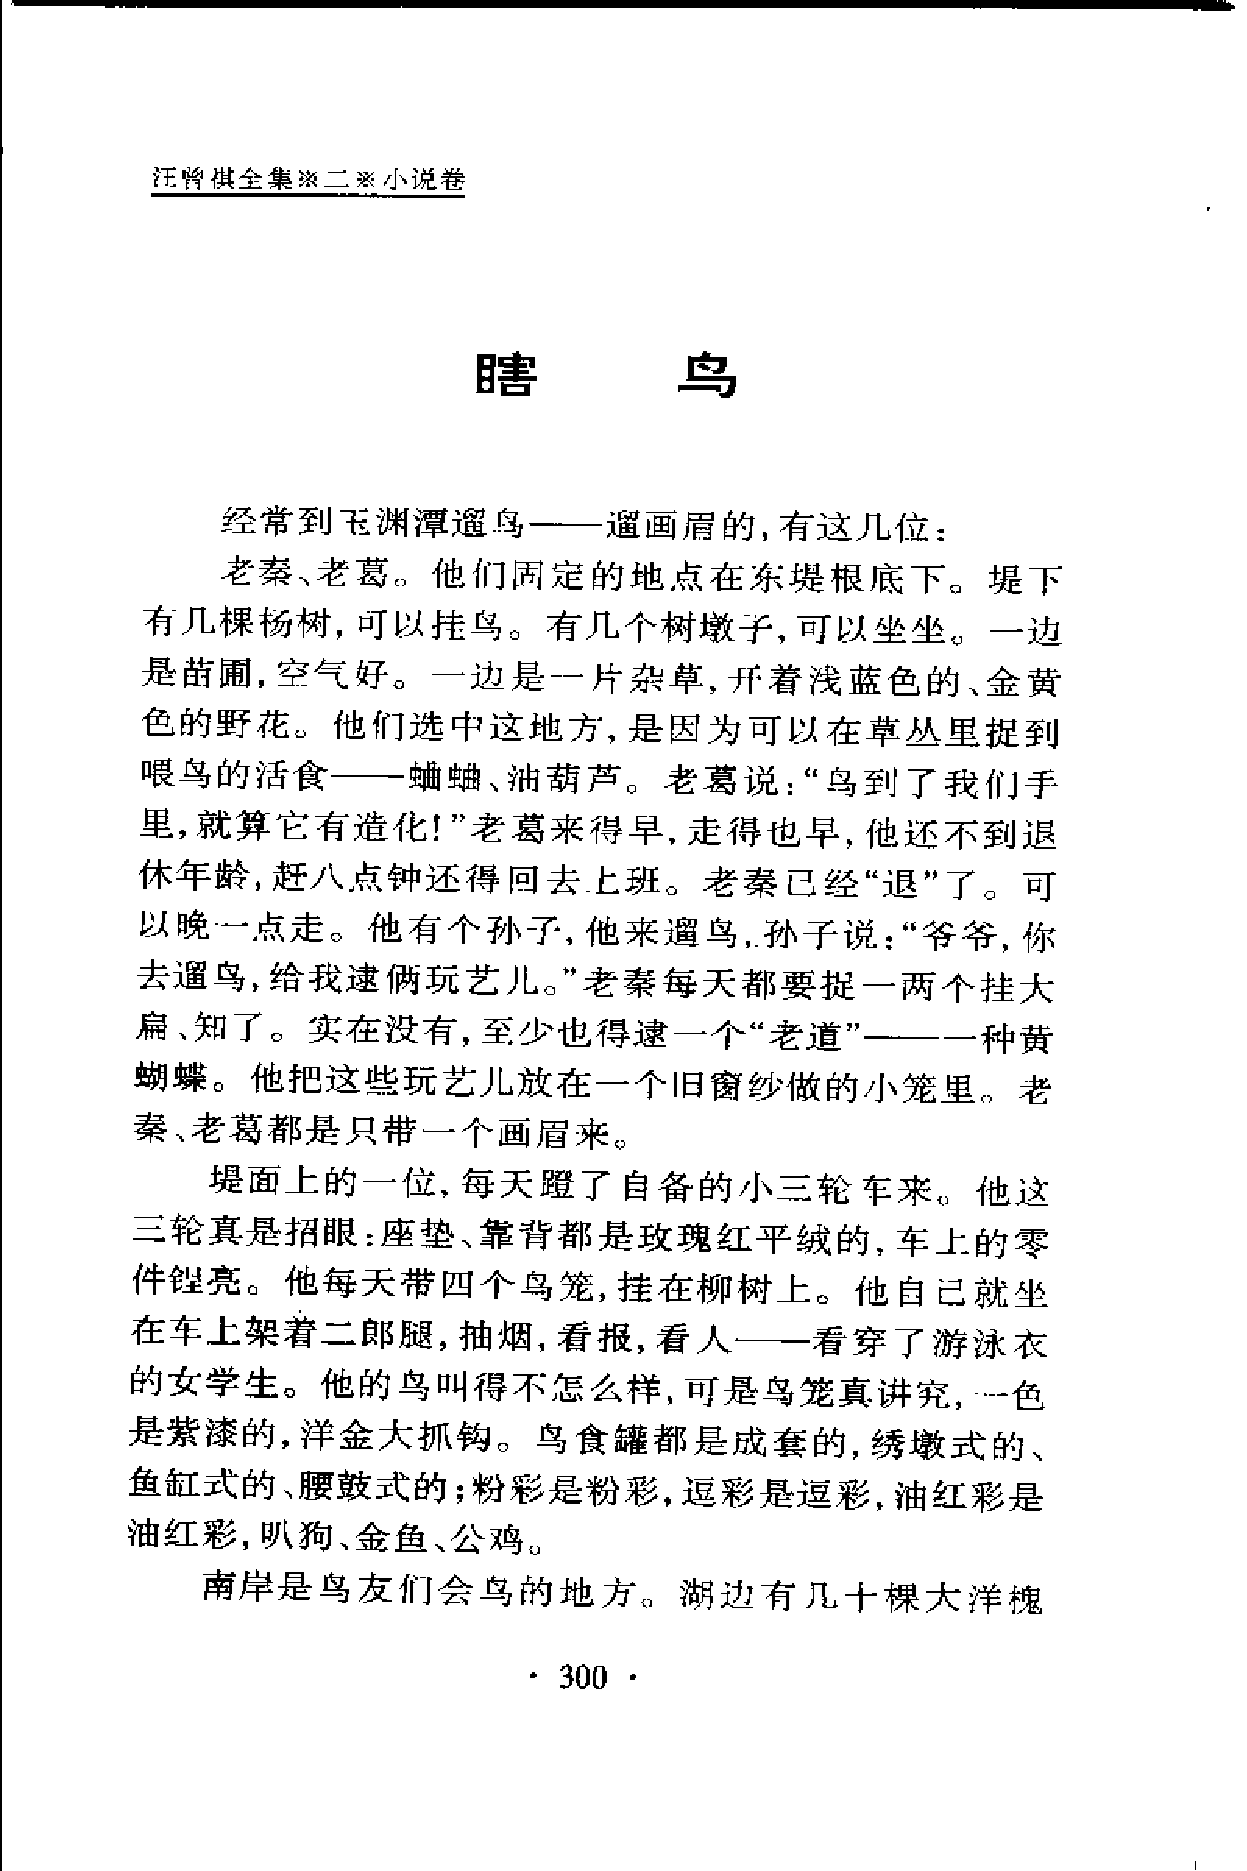 汪曾祺全集※二※小说卷
瞎鸟
经常到玉渊潭遛鸟——遛画眉的,有这几位:
老秦、老葛。他们固定的地点在东堤根底下。堤下
有几棵杨树,可以挂鸟。有几个树墩子,可以坐坐。一边
是苗圃,空气好。一边是一片杂草,开着浅蓝色的、金黄
色的野花。他们选中这地方,是因为可以在草丛里捉到
喂鸟的活食——蛐蛐、油葫芦。老葛说:“鸟到了我们手
里,就算它有造化!”老葛来得早,走得也早,他还不到退
休年龄,赶八点钟还得回去上班。老秦已经“退”了。可
以晚一点走。他有个孙子,他来遛鸟,孙子说:“爷爷,你
去遛鸟,给我逮俩玩艺儿。”老秦每天都要捉一两个挂大
扁、知了。实在没有,至少也得逮一个“老道”——一种黄
蝴蝶。他把这些玩艺儿放在一个旧窗纱做的小笼里。老
秦、老葛都是只带一个画眉来。
堤面上的一位,每天蹬了自备的小三轮车来。他这
三轮真是招眼:座垫、靠背都是玫瑰红平绒的,车上的零
件锃亮。他每天带四个鸟笼,挂在柳树上。他自己就坐
在车上架着二郎腿,抽烟,看报,看人——看穿了游泳衣
的女学生。他的鸟叫得不怎么样,可是鸟笼真讲究,一色
是紫漆的,洋金大抓钩。鸟食罐都是成套的,绣墩式的、
鱼缸式的、腰鼓式的;粉彩是粉彩,逗彩是逗彩,油红彩是
油红彩,叭狗、金鱼、公鸡。
南岸是鸟友们会鸟的地方。湖边有几十棵大洋槐
· 300 ·